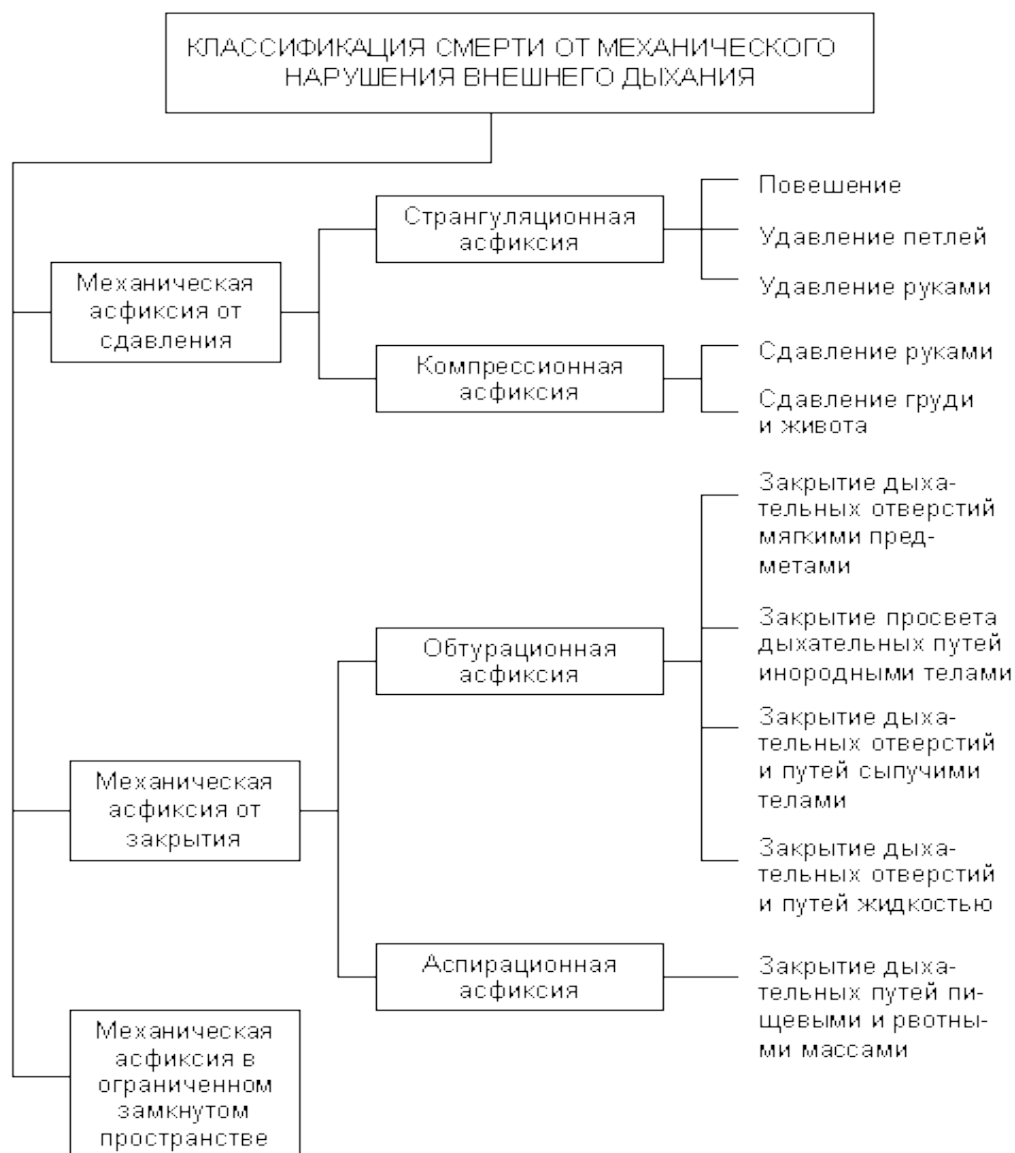 КЛАССИФИКАЦИЯ СМЕРТИ ОТ МЕХАНИЧЕСКОГО
НАРУШЕНИЯ ВНЕШНЕГО ДЫХАНИЯ
Механическая
асфиксия от
сдавления
Странгуляционная
асфиксия
Повешение
Удавление петлей
Удавление руками
Компрессионная
асфиксия
Сдавление руками
Сдавление груди
и живота
Механическая
асфиксия от
закрытия
Обтурационная
асфиксия
Закрытие дыха-
тельных отверстий
мягкими пред-
метами
Закрытие просвета
дыхательных путей
инородными телами
Закрытие дыха-
тельных отверстий
и путей сыпучими
телами
Закрытие дыха-
тельных отверстий
и путей жидкостью
Аспирационная
асфиксия
Закрытие дыха-
тельных путей пи-
щевыми и рвотны-
ми массами
Механическая
асфиксия в
ограниченном
замкнутом
пространстве